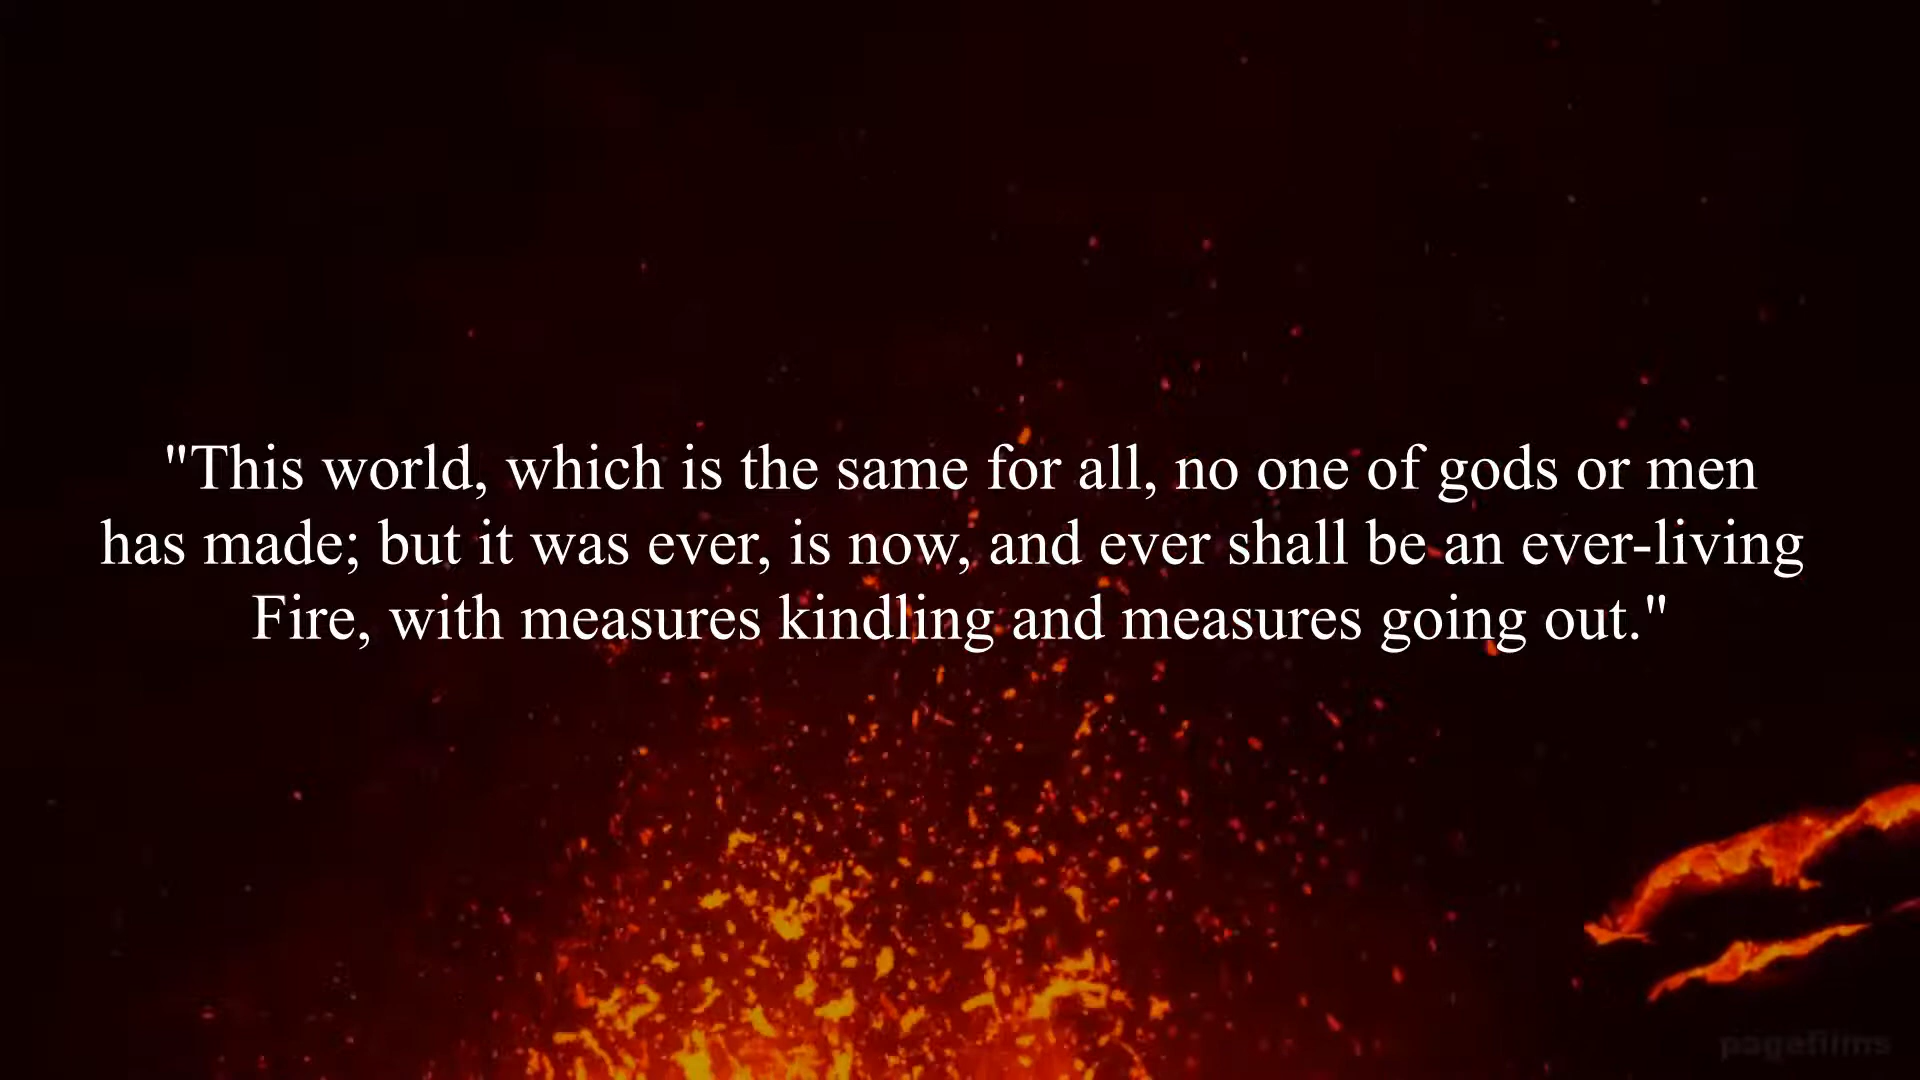 "This world, which is the same for all, no one of gods or men
has made; but it was ever, is now, and ever shall be an ever-living
Fire, with measures kindling and measures going out."
pagefilms